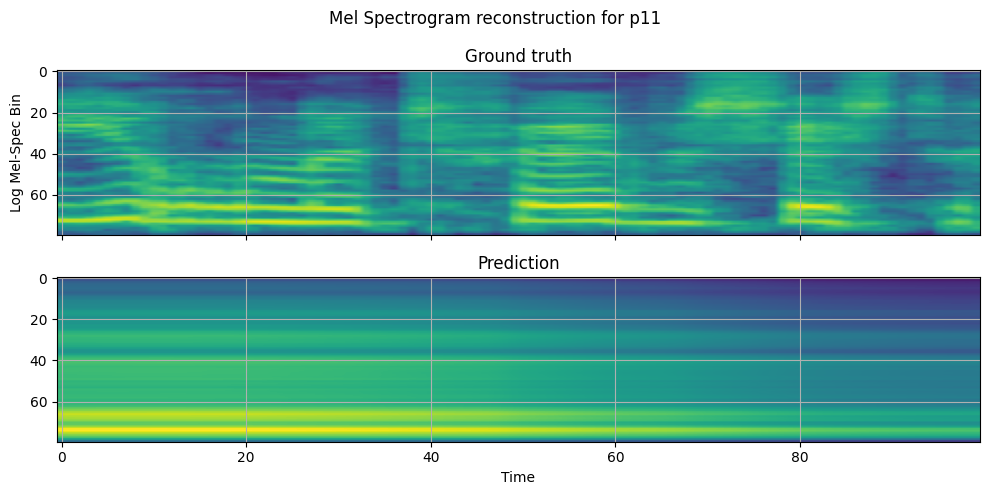 Mel Spectrogram reconstruction for p11
Ground truth
0
20
40
60
Log Mel-Spec Bin
Prediction
0
20
40
60
0 20 40 60 80
Time